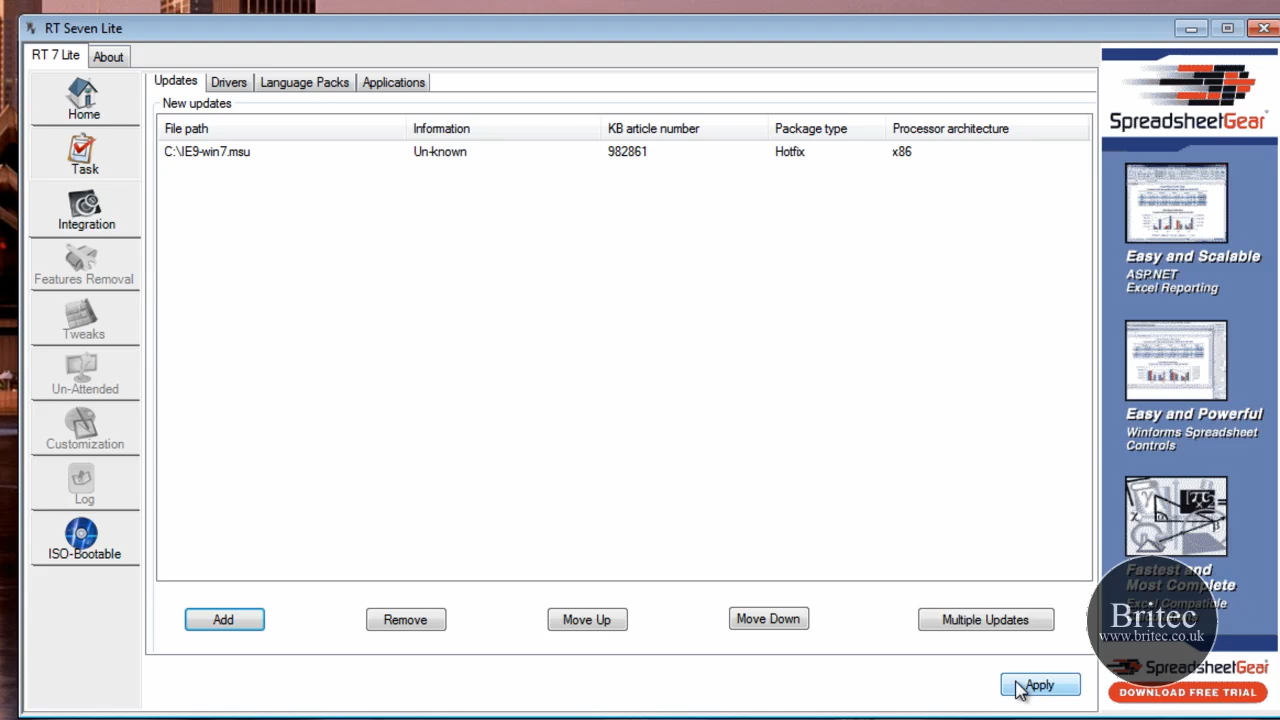 RT Seven Lite
RT 7 Lite
About
Home
Task
Integration
Features Removal
Tweaks
Un-Attended
Customization
Log
ISO-Bootable
Updates
Drivers
Language Packs
Applications
New updates
File path
Information
KB article number
Package type
Processor architecture
C:\IE9-win7.msu
Un-known
982861
Hotfix
x86
Add
Remove
Move Up
Move Down
Multiple Updates
Apply
SpreadsheetGear
Easy and Scalable
ASP.NET
Excel Reporting
Easy and Powerful
Winforms Spreadsheet
Controls
Fastest and
Most Complete
Excel Compatible
Britec
www.britec.co.uk
SpreadsheetGear
DOWNLOAD FREE TRIAL